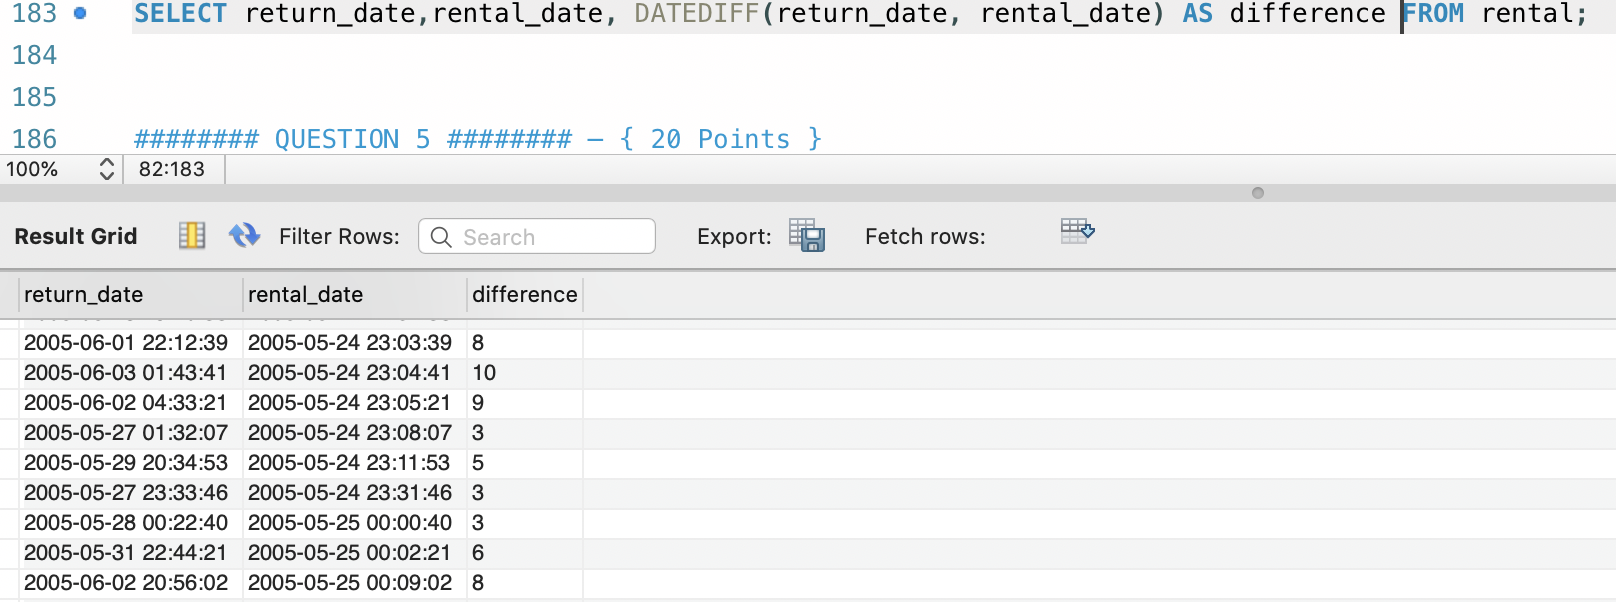 183 SELECT return_date,rental_date, DATEDIFF(return_date, rental_date) AS difference FROM rental;
184
185
186 ######## QUESTION 5 ######## – { 20 Points }
100% 82:183
Result Grid Filter Rows: Search Export: Fetch rows:
return_date rental_date difference
2005-06-01 22:12:39 2005-05-24 23:03:39 8
2005-06-03 01:43:41 2005-05-24 23:04:41 10
2005-06-02 04:33:21 2005-05-24 23:05:21 9
2005-05-27 01:32:07 2005-05-24 23:08:07 3
2005-05-29 20:34:53 2005-05-24 23:11:53 5
2005-05-27 23:33:46 2005-05-24 23:31:46 3
2005-05-28 00:22:40 2005-05-25 00:00:40 3
2005-05-31 22:44:21 2005-05-25 00:02:21 6
2005-06-02 20:56:02 2005-05-25 00:09:02 8